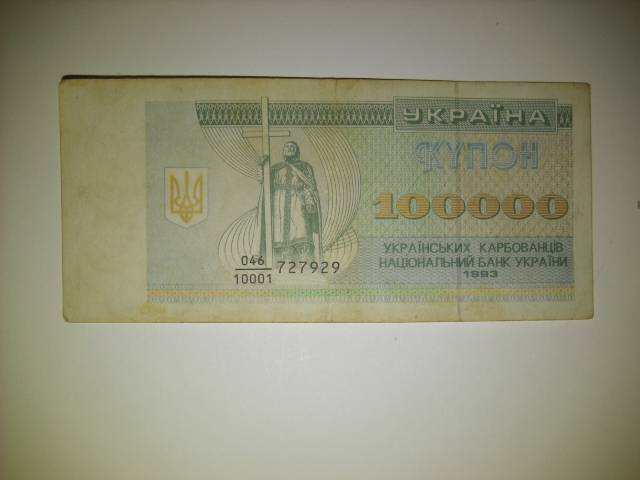 УКРАЇНА
КУПОН
100000
УКРАЇНСЬКИХ КАРБОВАНЦІВ
НАЦІОНАЛЬНИЙ БАНК УКРАЇНИ
1993
046
10001
727929